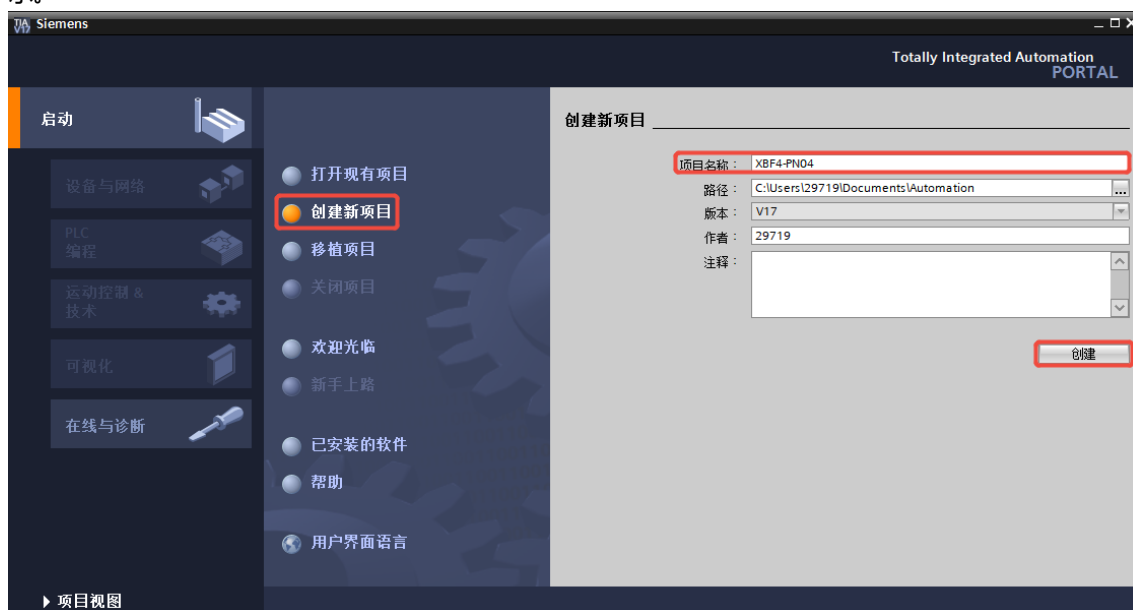 Siemens
Totally Integrated Automation
PORTAL
启动
设备与网络
PLC
编程
运动控制 &
技术
可视化
在线与诊断
项目视图
打开现有项目
创建新项目
移植项目
关闭项目
欢迎光临
新手上路
已安装的软件
帮助
用户界面语言
创建新项目
项目名称： XBF4-PN04
路径： C:\Users\29719\Documents\Automation ...
版本： V17
作者： 29719
注释：
创建